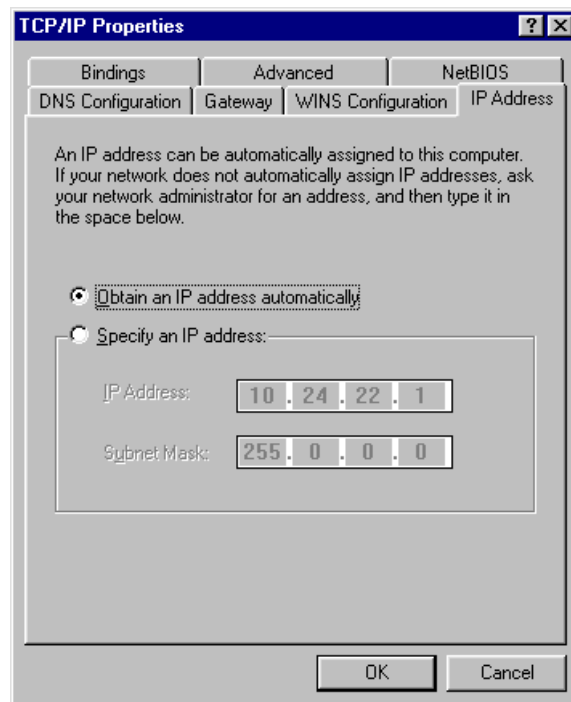 TCP/IP Properties
? X
Bindings Advanced NetBIOS
DNS Configuration Gateway WINS Configuration IP Address
An IP address can be automatically assigned to this computer.
If your network does not automatically assign IP addresses, ask
your network administrator for an address, and then type it in
the space below.
Obtain an IP address automatically
Specify an IP address:
IP Address: 10 . 24 . 22 . 1
Subnet Mask: 255 . 0 . 0 . 0
OK Cancel